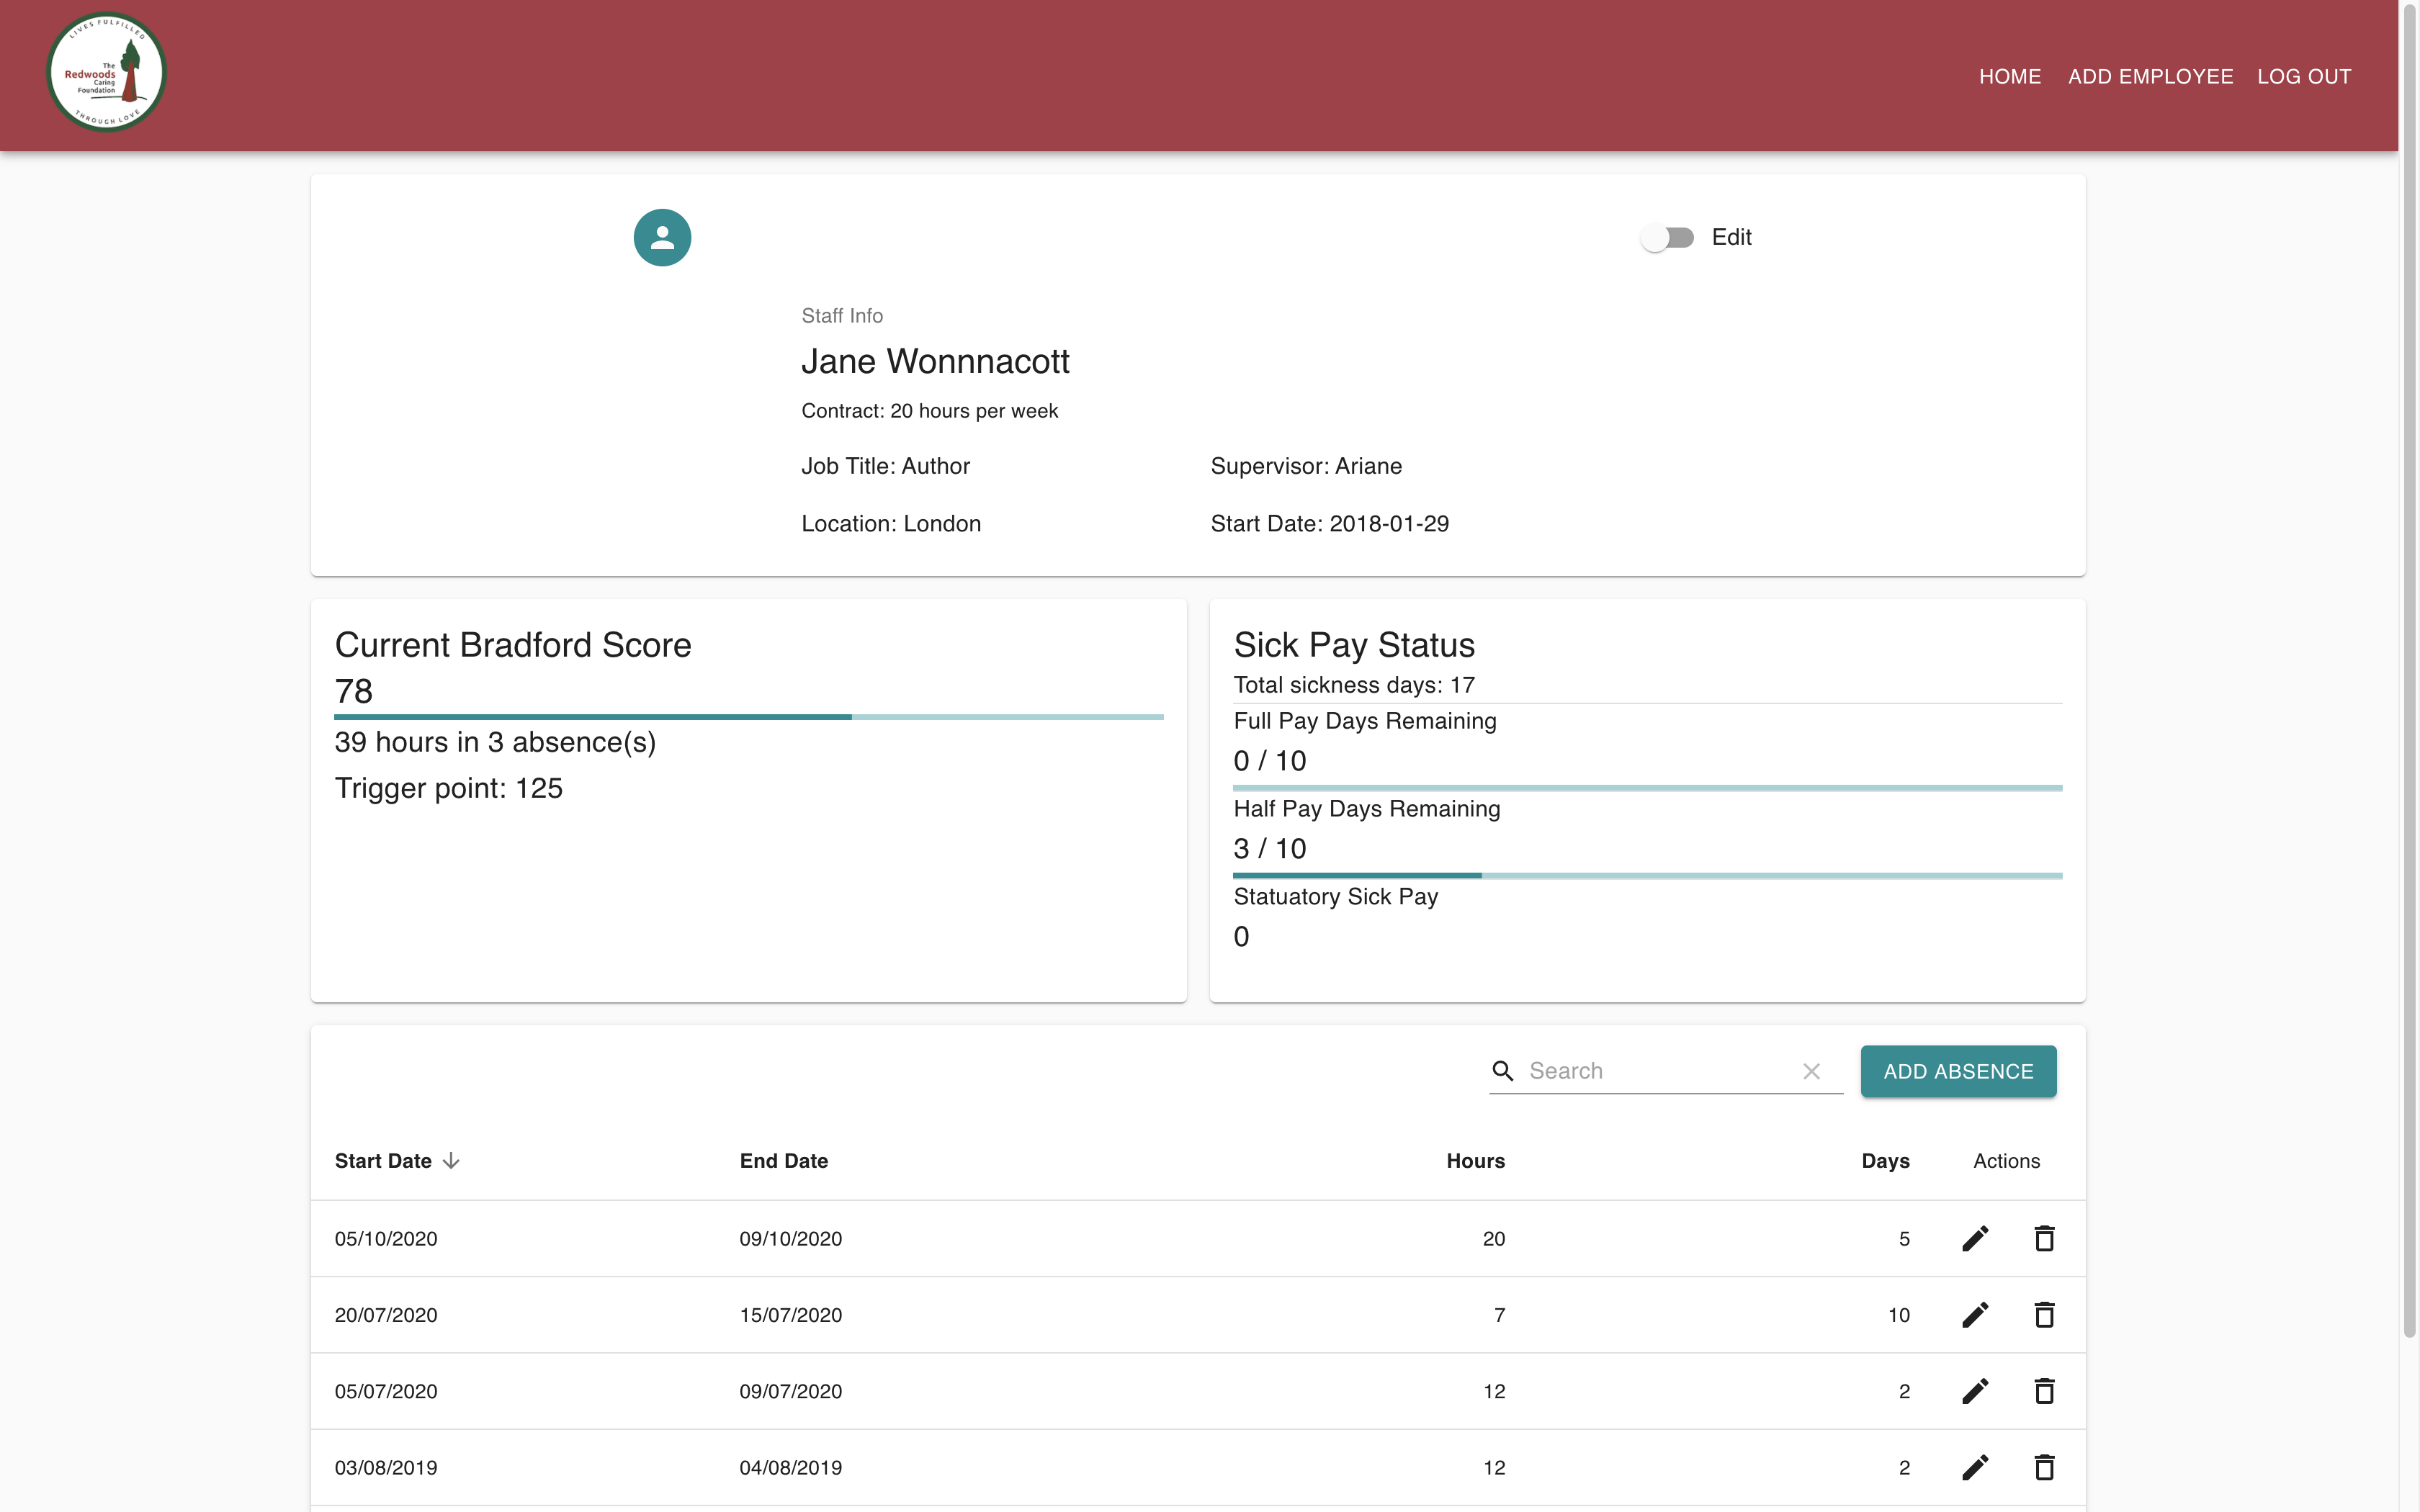 LIVES FULFILLED
The
Redwoods
Caring
Foundation
THROUGH LOVE
HOME ADD EMPLOYEE LOG OUT
Edit
Staff Info
Jane Wonnnacott
Contract: 20 hours per week
Job Title: Author Supervisor: Ariane
Location: London Start Date: 2018-01-29
Current Bradford Score
78
39 hours in 3 absence(s)
Trigger point: 125
Sick Pay Status
Total sickness days: 17
Full Pay Days Remaining
0 / 10
Half Pay Days Remaining
3 / 10
Statuatory Sick Pay
0
Search ADD ABSENCE
Start Date End Date Hours Days Actions
05/10/2020 09/10/2020 20 5
20/07/2020 15/07/2020 7 10
05/07/2020 09/07/2020 12 2
03/08/2019 04/08/2019 12 2